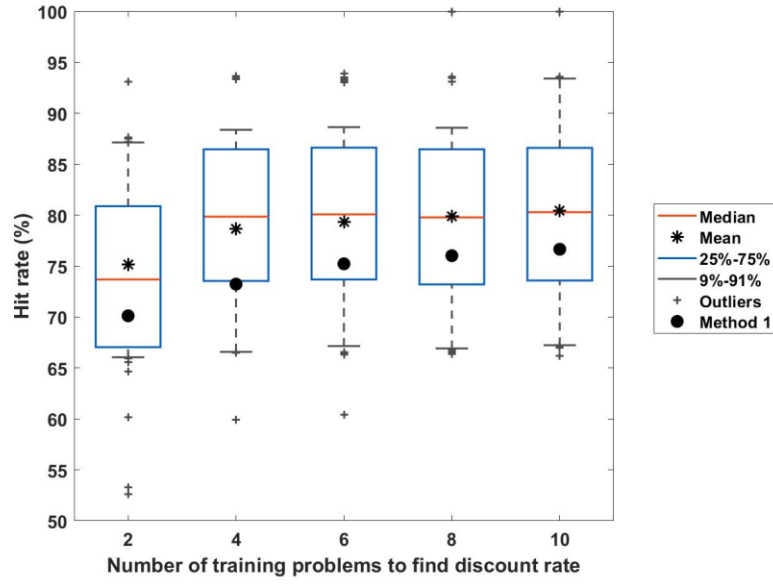 100
95
90
85
80
75
70
65
60
55
50
Hit rate (%)
2 4 6 8 10
Number of training problems to find discount rate
Median
Mean
25%-75%
9%-91%
Outliers
Method 1